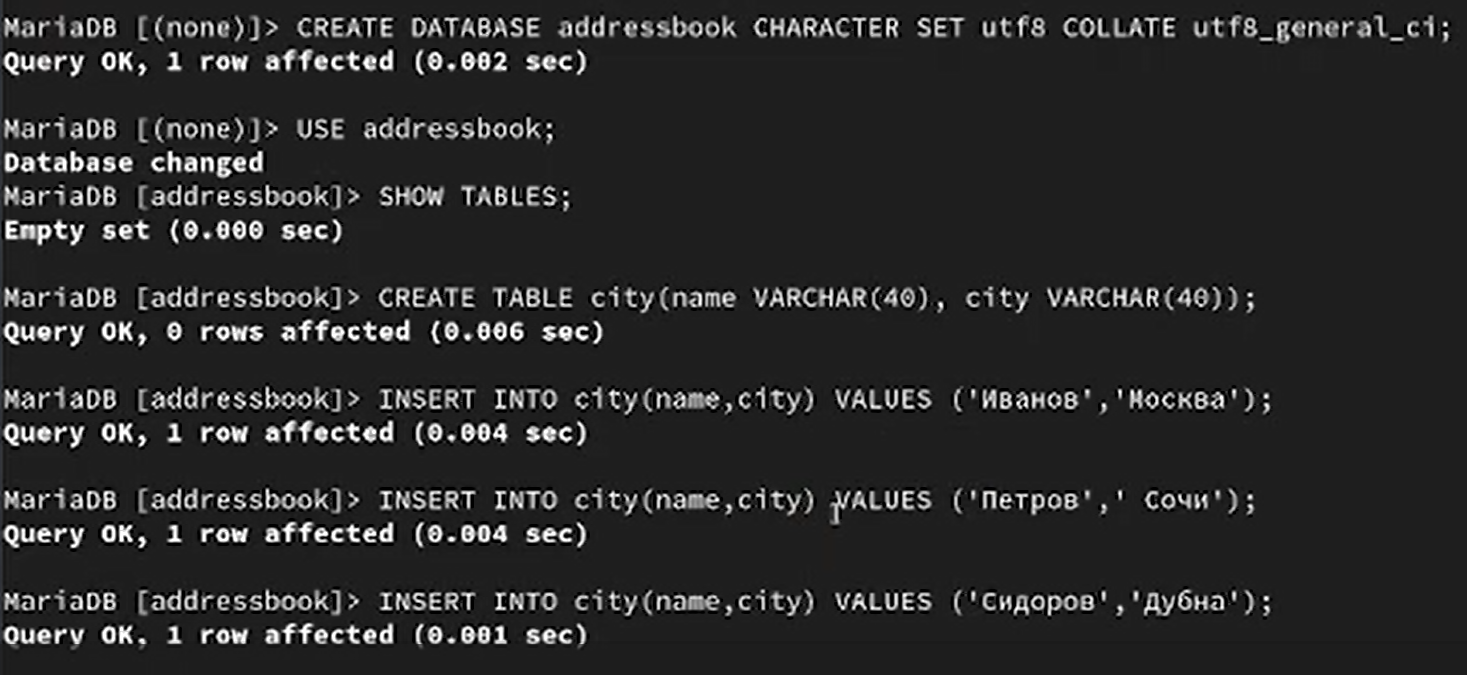 MariaDB [(none)]> CREATE DATABASE addressbook CHARACTER SET utf8 COLLATE utf8_general_ci;
Query OK, 1 row affected (0.002 sec)
MariaDB [(none)]> USE addressbook;
Database changed
MariaDB [addressbook]> SHOW TABLES;
Empty set (0.000 sec)
MariaDB [addressbook]> CREATE TABLE city(name VARCHAR(40), city VARCHAR(40));
Query OK, 0 rows affected (0.006 sec)
MariaDB [addressbook]> INSERT INTO city(name,city) VALUES ('Иванов','Москва');
Query OK, 1 row affected (0.004 sec)
MariaDB [addressbook]> INSERT INTO city(name,city) VALUES ('Петров',' Сочи');
Query OK, 1 row affected (0.004 sec)
MariaDB [addressbook]> INSERT INTO city(name,city) VALUES ('Сидоров','Дубна');
Query OK, 1 row affected (0.001 sec)